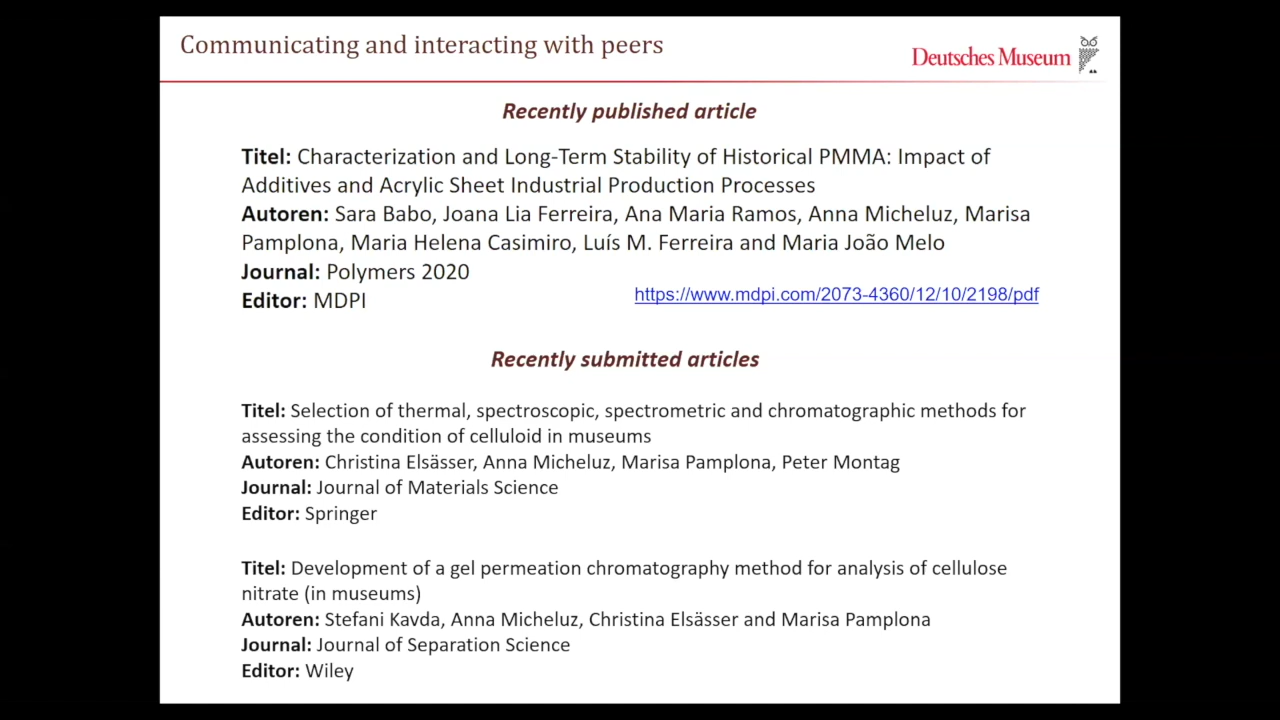 Communicating and interacting with peers
Deutsches Museum
Recently published article
Titel: Characterization and Long-Term Stability of Historical PMMA: Impact of
Additives and Acrylic Sheet Industrial Production Processes
Autoren: Sara Babo, Joana Lia Ferreira, Ana Maria Ramos, Anna Micheluz, Marisa
Pamplona, Maria Helena Casimiro, Luís M. Ferreira and Maria João Melo
Journal: Polymers 2020
Editor: MDPI
https://www.mdpi.com/2073-4360/12/10/2198/pdf
Recently submitted articles
Titel: Selection of thermal, spectroscopic, spectrometric and chromatographic methods for
assessing the condition of celluloid in museums
Autoren: Christina Elsässer, Anna Micheluz, Marisa Pamplona, Peter Montag
Journal: Journal of Materials Science
Editor: Springer
Titel: Development of a gel permeation chromatography method for analysis of cellulose
nitrate (in museums)
Autoren: Stefani Kavda, Anna Micheluz, Christina Elsässer and Marisa Pamplona
Journal: Journal of Separation Science
Editor: Wiley